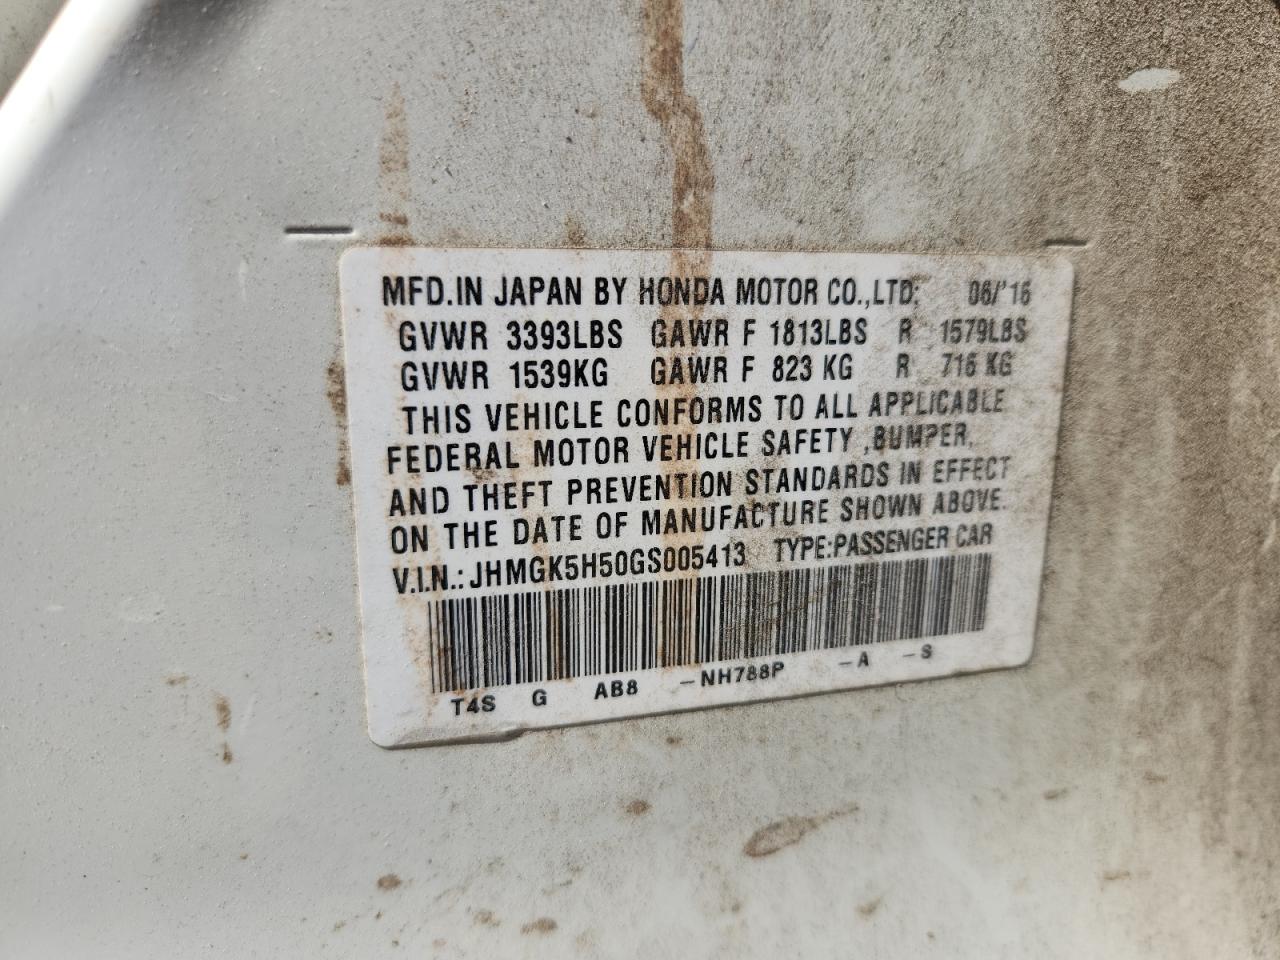 MFD.IN JAPAN BY HONDA MOTOR CO.,LTD. 06/'16
GVWR 3393LBS GAWR F 1813LBS R 1579LBS
GVWR 1539KG GAWR F 823 KG R 716 KG
THIS VEHICLE CONFORMS TO ALL APPLICABLE
FEDERAL MOTOR VEHICLE SAFETY ,BUMPER,
AND THEFT PREVENTION STANDARDS IN EFFECT
ON THE DATE OF MANUFACTURE SHOWN ABOVE.
V.I.N.: JHMGK5H50GS005413 TYPE:PASSENGER CAR
T4S G AB8 -NH788P -A -S